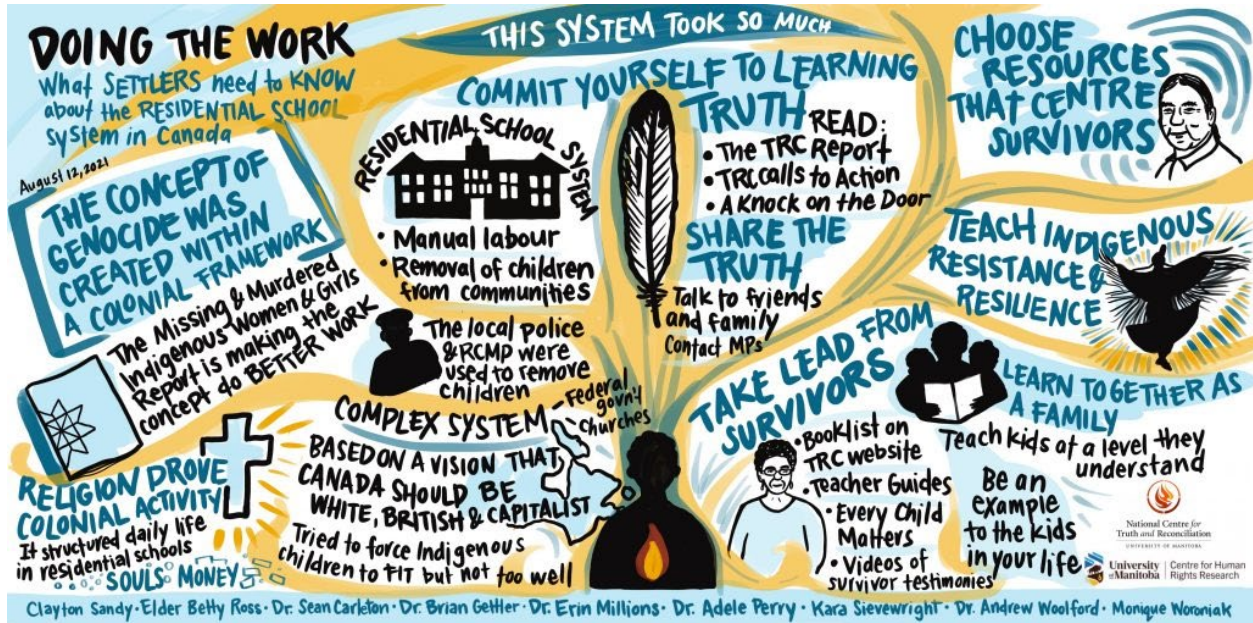 DOING THE WORK
What SETTLERS need to KNOW
about the RESIDENTIAL SCHOOL
system in Canada
August 12, 2021
THE CONCEPT OF
GENOCIDE WAS
CREATED WITHIN
A COLONIAL FRAMEWORK
The Missing & Murdered
Indigenous Women & Girls
Report is making the
concept do BETTER WORK
RELIGION DROVE
COLONIAL ACTIVITY
It structured daily life
in residential schools
SOULS MONEY
THIS SYSTEM TOOK SO MUCH
COMMIT YOURSELF TO LEARNING
TRUTH
READ:
• The TRC Report
• TRC calls to Action
• A Knock on the Door
SHARE THE
TRUTH
Talk to friends
and family
Contact MPs
RESIDENTIAL SCHOOL SYSTEM
• Manual labour
• Removal of children
from communities
The local police
& RCMP were
used to remove
children
COMPLEX SYSTEM
- Federal
gov'n't
- Churches
BASED ON A VISION THAT
CANADA SHOULD BE
WHITE, BRITISH & CAPITALIST
Tried to force Indigenous
children to FIT but not too well
CHOOSE
RESOURCES
THAT CENTRE
SURVIVORS
TEACH INDIGENOUS
RESISTANCE &
RESILIENCE
TAKE LEAD FROM
SURVIVORS
• Booklist on
TRC website
• Teacher Guides
• Every Child
Matters
• Videos of
survivor testimonies
LEARN TOGETHER AS
A FAMILY
Teach kids at a level they
understand
Be an
example
to the kids
in your life
National Centre for
Truth and Reconciliation
UNIVERSITY OF MANITOBA
University of Manitoba
Centre for Human
Rights Research
Clayton Sandy · Elder Betty Ross · Dr. Sean Carleton · Dr. Brian Gettler · Dr. Erin Millions · Dr. Adele Perry · Kara Sievewright · Dr. Andrew Woolford · Monique Woroniak